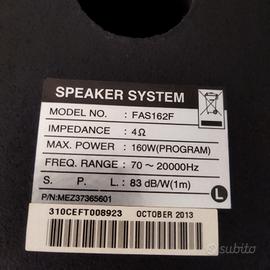 SPEAKER SYSTEM
MODEL NO. : FAS162F
IMPEDANCE : 4Ω
MAX. POWER : 160W(PROGRAM)
FREQ. RANGE : 70 ~ 20000Hz
S. P. L. : 83 dB/W(1m)
P/N:MEZ37365601
L
310CEFT008923 OCTOBER 2013
subito